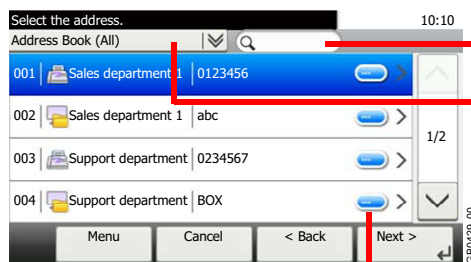 Select the address.
10:10
Address Book (All)
001 Sales department 1 0123456
002 Sales department 1 abc
1/2
003 Support department 0234567
004 Support department BOX
Menu Cancel < Back Next >
GB0429_00